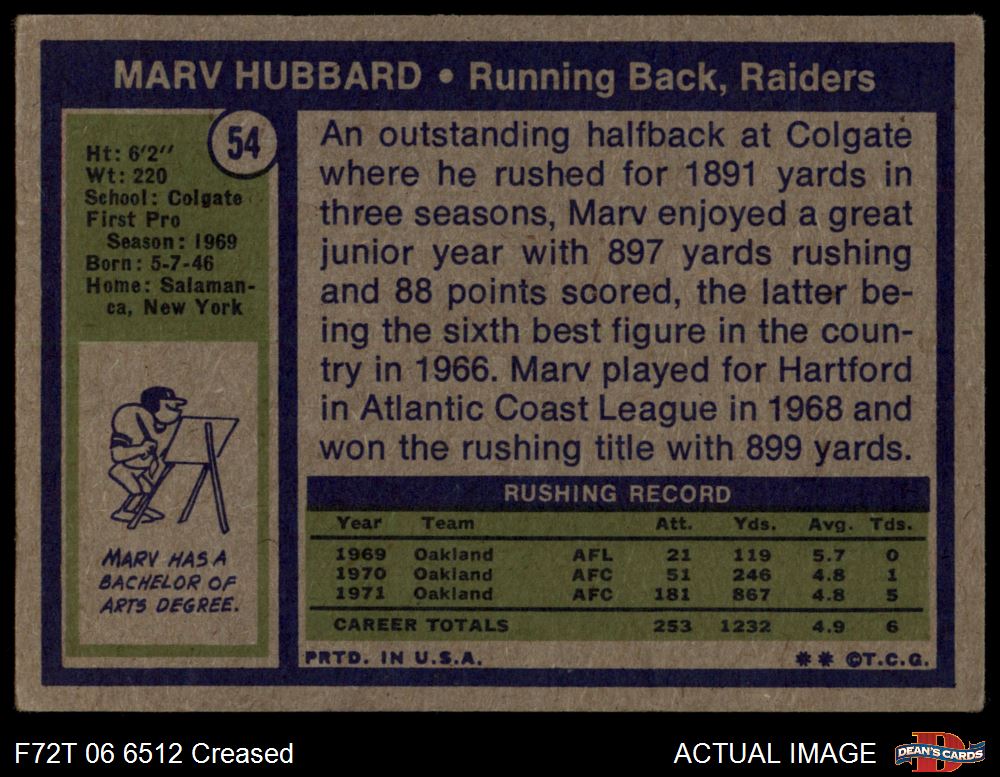 MARV HUBBARD • Running Back, Raiders
54
Ht: 6'2"
Wt: 220
School: Colgate
First Pro
Season: 1969
Born: 5-7-46
Home: Salaman-
ca, New York
MARV HAS A
BACHELOR OF
ARTS DEGREE.
An outstanding halfback at Colgate
where he rushed for 1891 yards in
three seasons, Marv enjoyed a great
junior year with 897 yards rushing
and 88 points scored, the latter be-
ing the sixth best figure in the coun-
try in 1966. Marv played for Hartford
in Atlantic Coast League in 1968 and
won the rushing title with 899 yards.
RUSHING RECORD
Year Team Att. Yds. Avg. Tds.
1969 Oakland AFL 21 119 5.7 0
1970 Oakland AFC 51 246 4.8 1
1971 Oakland AFC 181 867 4.8 5
CAREER TOTALS 253 1232 4.9 6
PRTD. IN U.S.A. ** ©T.C.G.
F72T 06 6512 Creased ACTUAL IMAGE
D
DEAN'S CARDS